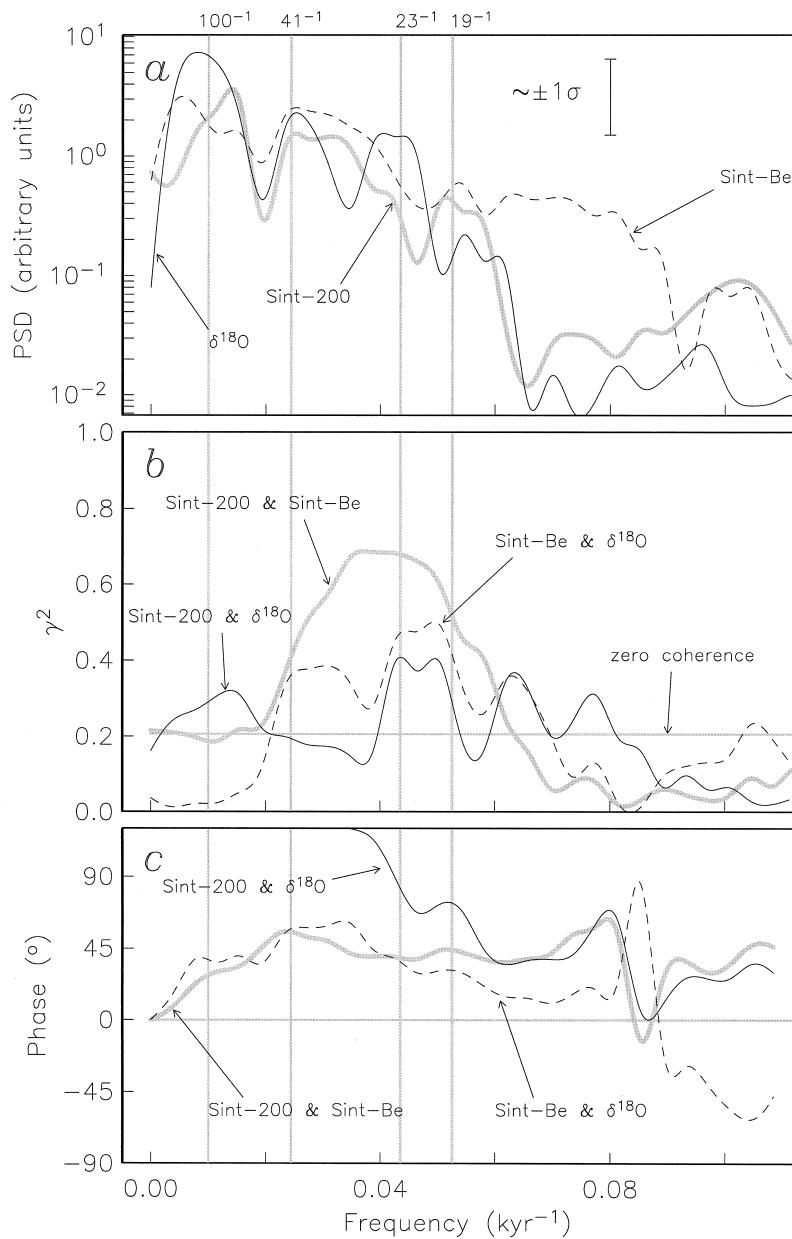 100⁻¹ 41⁻¹ 23⁻¹ 19⁻¹
a
10¹
10⁰
10⁻¹
10⁻²
PSD (arbitrary units)
~±1σ
Sint-Be
Sint-200
δ¹⁸O
b
1.0
0.8
0.6
0.4
0.2
0.0
γ²
Sint-200 & Sint-Be
Sint-Be & δ¹⁸O
Sint-200 & δ¹⁸O
zero coherence
c
90
45
0
-45
-90
Phase (°)
Sint-200 & δ¹⁸O
Sint-200 & Sint-Be
Sint-Be & δ¹⁸O
0.00 0.04 0.08
Frequency (kyr⁻¹)